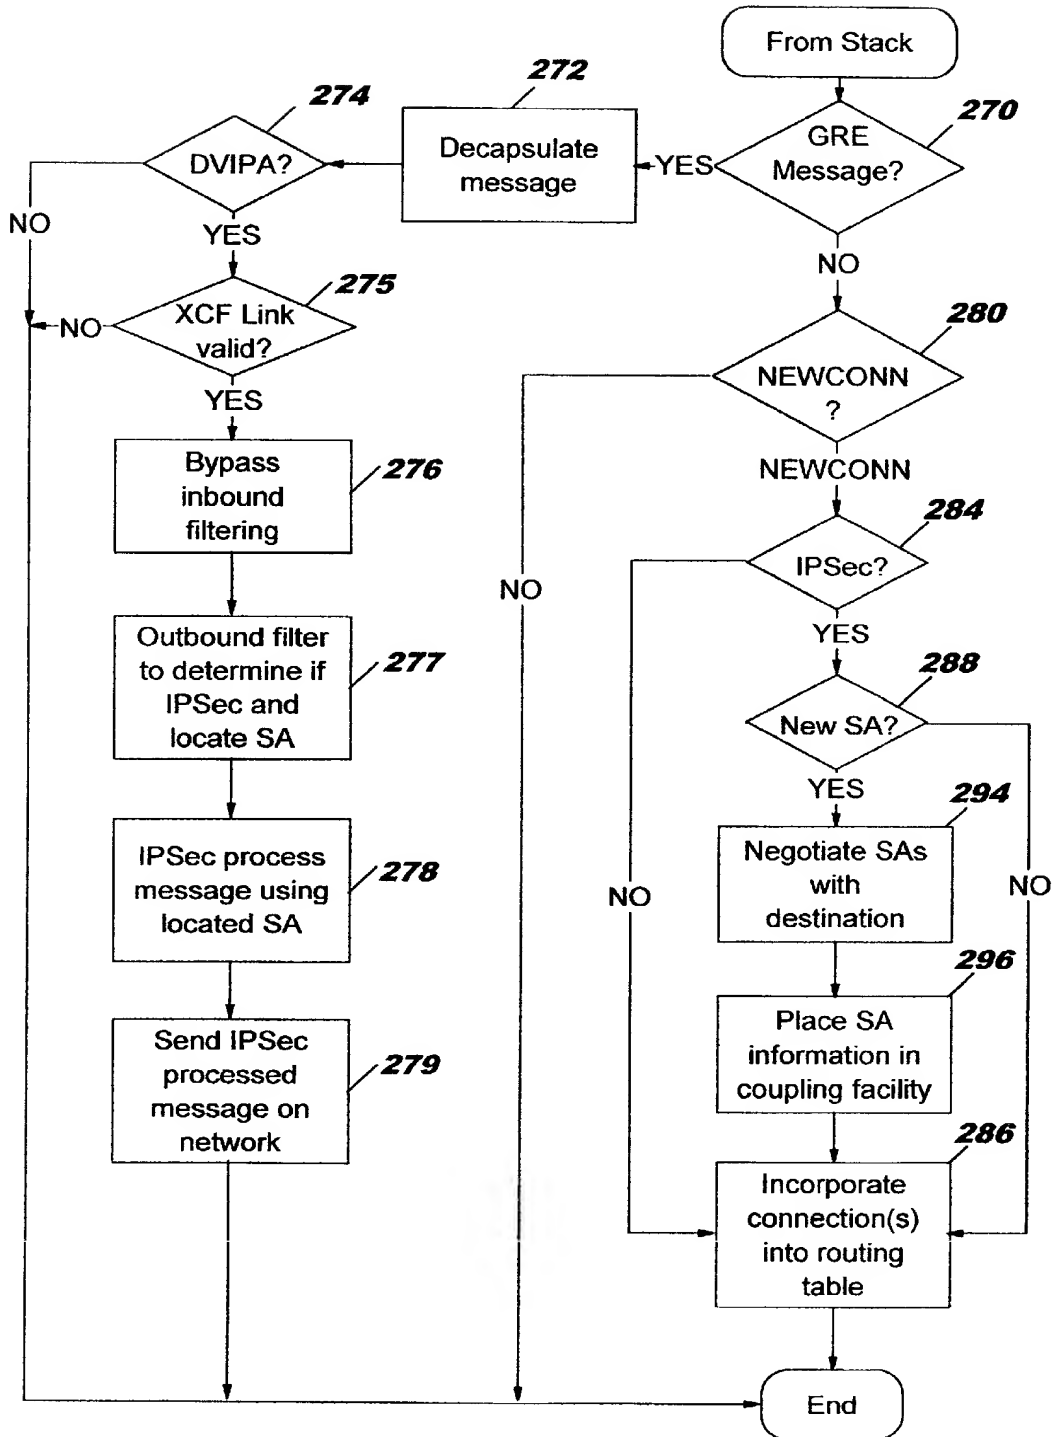 From Stack
272
274
270
GRE
Message?
Decapsulate
message
DVIPA?
YES
NO
YES
NO
275
280
XCF Link
valid?
NO
NEWCONN
?
YES
NEWCONN
Bypass
inbound
filtering
276
284
IPSec?
NO
YES
Outbound filter
to determine if
IPSec and
locate SA
277
288
New SA?
YES
294
IPSec process
message using
located SA
278
Negotiate SAs
with
destination
NO
NO
296
Send IPSec
processed
message on
network
279
Place SA
information in
coupling facility
286
Incorporate
connection(s)
into routing
table
End